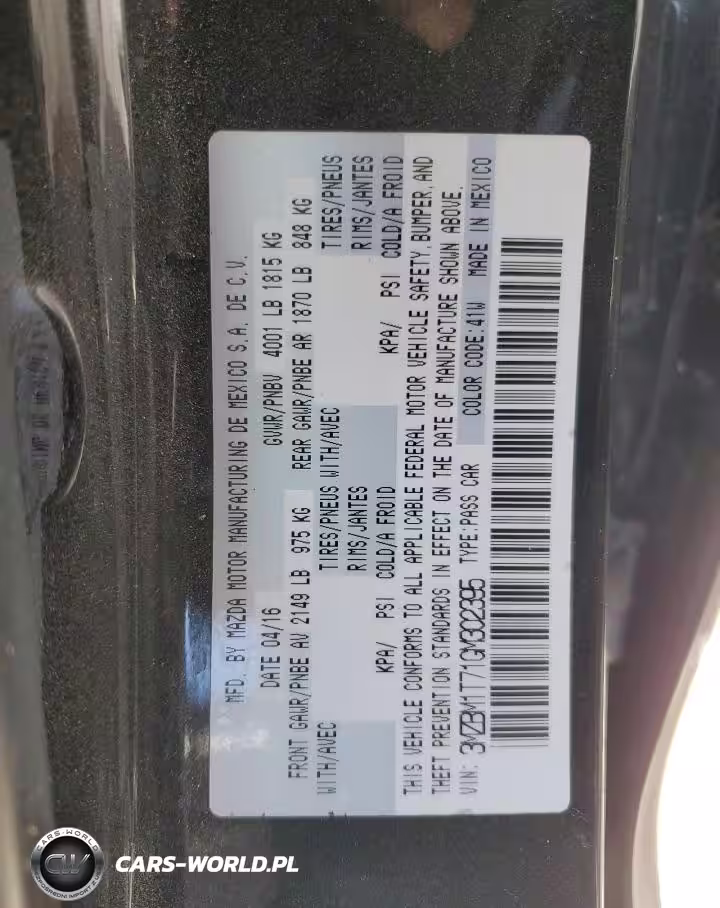 MFD. BY MAZDA MOTOR MANUFACTURING DE MEXICO S.A. DE C.V.
DATE 04/16 GVWR/PNBV 4001 LB 1815 KG
FRONT GAWR/PNBE AV 2149 LB 975 KG REAR GAWR/PNBE AR 1870 LB 848 KG
WITH/AVEC TIRES/PNEUS WITH/AVEC TIRES/PNEUS
RIMS/JANTES RIMS/JANTES
KPA/ PSI COLD/A FROID KPA/ PSI COLD/A FROID
THIS VEHICLE CONFORMS TO ALL APPLICABLE FEDERAL MOTOR VEHICLE SAFETY, BUMPER, AND
THEFT PREVENTION STANDARDS IN EFFECT ON THE DATE OF MANUFACTURE SHOWN ABOVE.
VIN: 3MZBM1T71GM302395 TYPE:PASS CAR COLOR CODE:41W MADE IN MEXICO
CARS-WORLD
CW
CARS-WORLD.PL